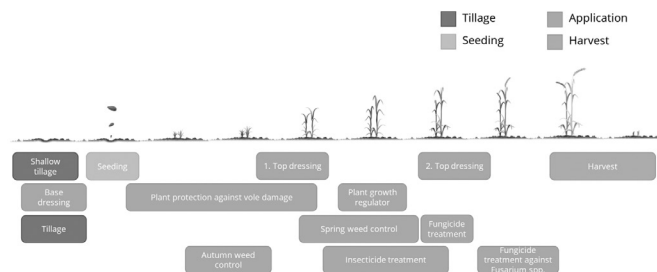 Tillage
Application
Seeding
Harvest
Shallow
tillage
Seeding
1. Top dressing
2. Top dressing
Harvest
Base
dressing
Plant protection against vole damage
Plant growth
regulator
Tillage
Spring weed control
Fungicide
treatment
Autumn weed
control
Insecticide treatment
Fungicide
treatment against
Fusarium spp.